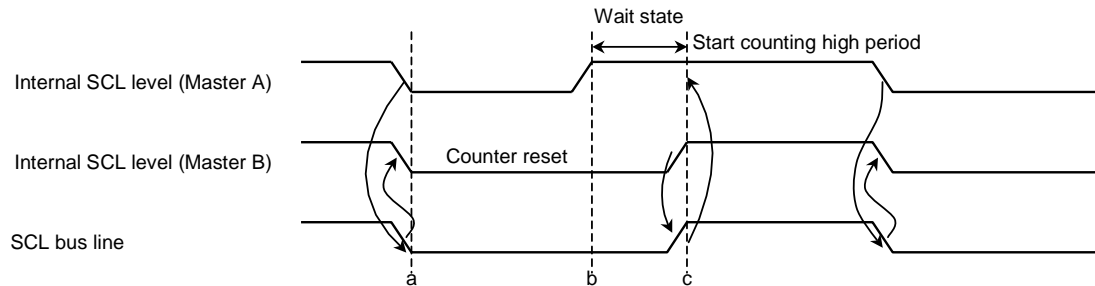 Wait state
Start counting high period
Internal SCL level (Master A)
Internal SCL level (Master B)
Counter reset
SCL bus line
a b c